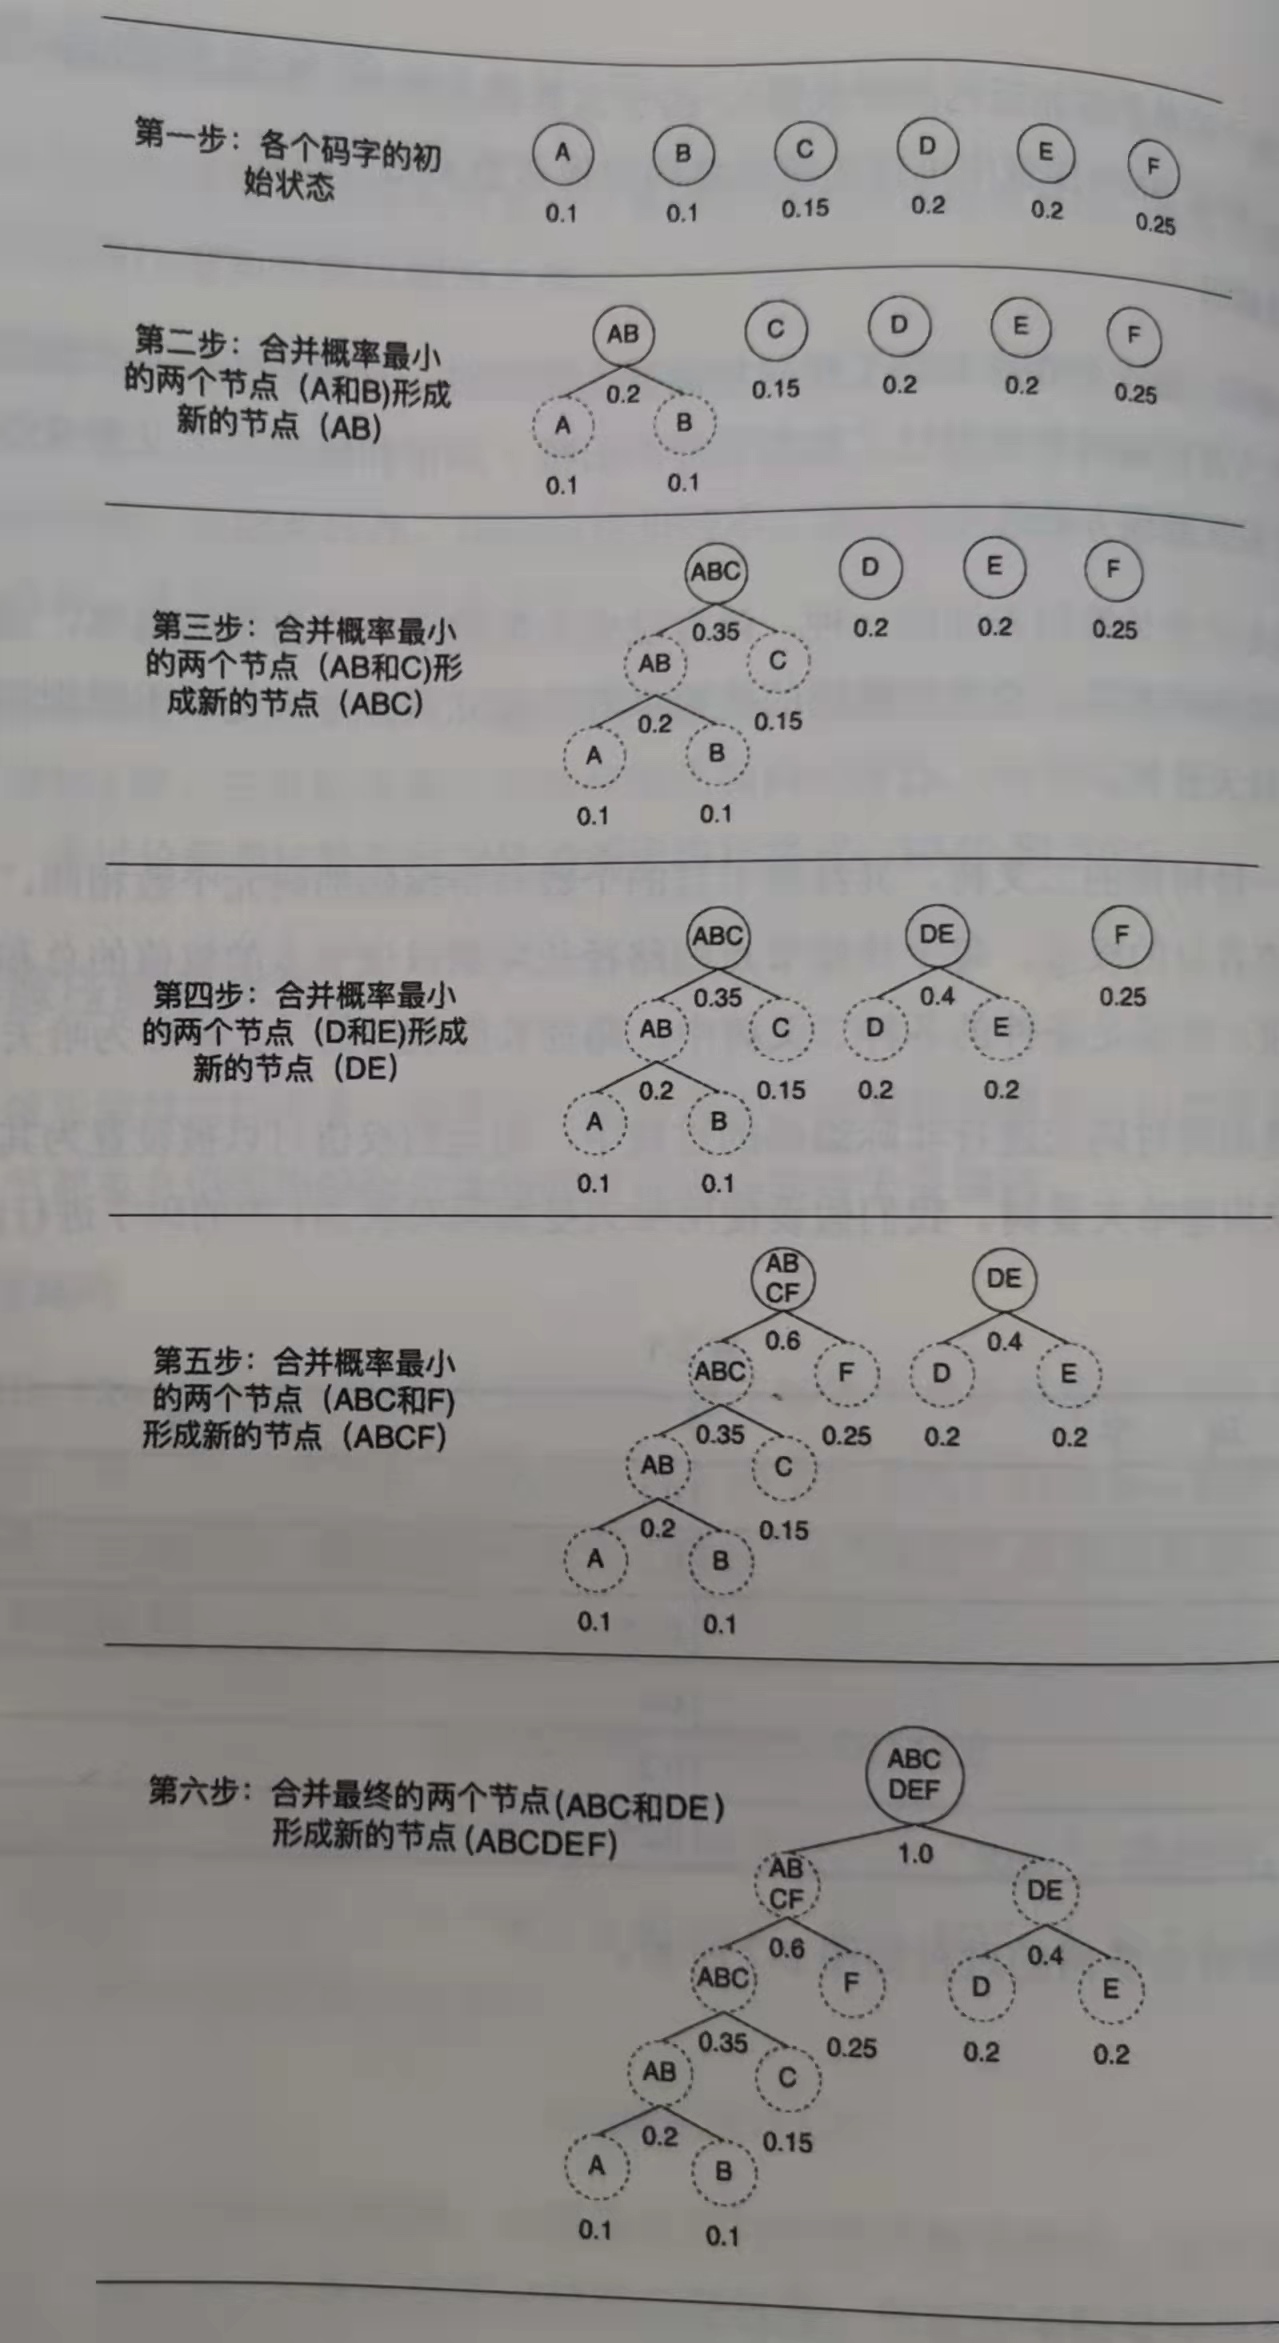 第一步：各个码字的初
始状态
A B C D E F
0.1 0.1 0.15 0.2 0.2 0.25
第二步：合并概率最小
的两个节点（A和B)形成
新的节点（AB）
AB C D E F
0.2 0.15 0.2 0.2 0.25
A B
0.1 0.1
第三步：合并概率最小
的两个节点（AB和C)形
成新的节点（ABC）
ABC D E F
0.35 0.2 0.2 0.25
AB C
0.2 0.15
A B
0.1 0.1
第四步：合并概率最小
的两个节点（D和E)形成
新的节点（DE）
ABC DE F
0.35 0.4 0.25
AB C D E
0.2 0.15 0.2 0.2
A B
0.1 0.1
第五步：合并概率最小
的两个节点（ABC和F)
形成新的节点（ABCF）
AB
CF
DE
0.6 0.4
ABC F D E
0.35 0.25 0.2 0.2
AB C
0.2 0.15
A B
0.1 0.1
第六步：合并最终的两个节点(ABC和DE）
形成新的节点(ABCDEF)
ABC
DEF
1.0
AB
CF
DE
0.6 0.4
ABC F D E
0.35 0.25 0.2 0.2
AB C
0.2 0.15
A B
0.1 0.1